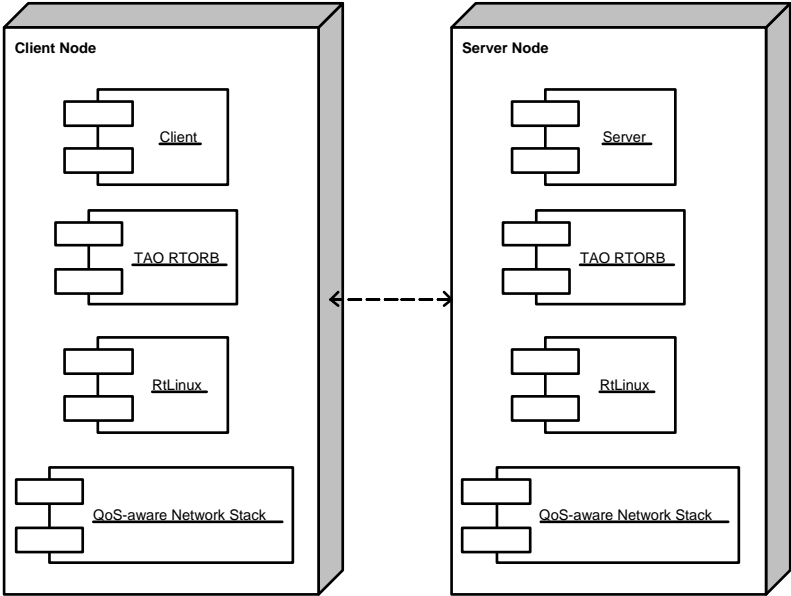 Client Node
Client
TAO RTORB
RtLinux
QoS-aware Network Stack
Server Node
Server
TAO RTORB
RtLinux
QoS-aware Network Stack